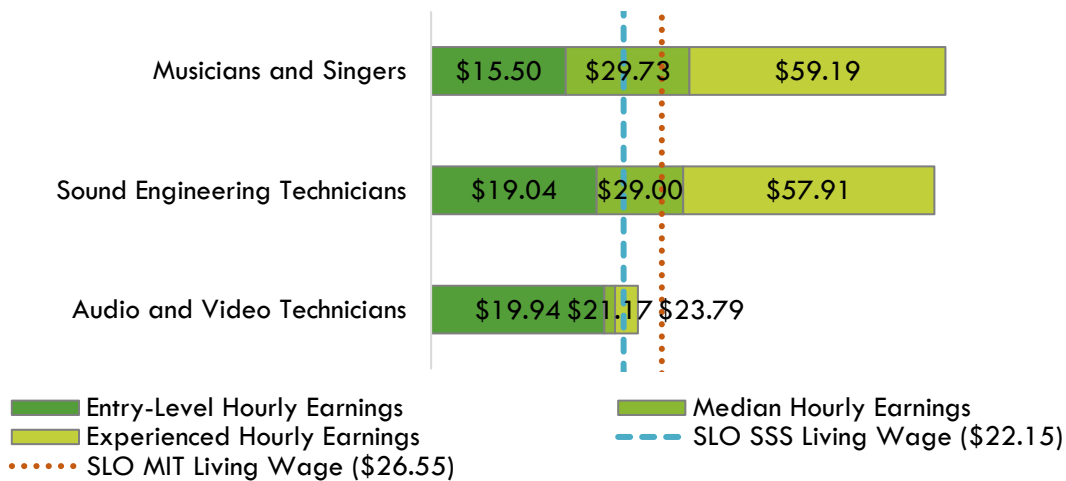 Musicians and Singers $15.50 $29.73 $59.19
Sound Engineering Technicians $19.04 $29.00 $57.91
Audio and Video Technicians $19.94 $21.17 $23.79
Entry-Level Hourly Earnings Median Hourly Earnings
Experienced Hourly Earnings SLO SSS Living Wage ($22.15)
SLO MIT Living Wage ($26.55)